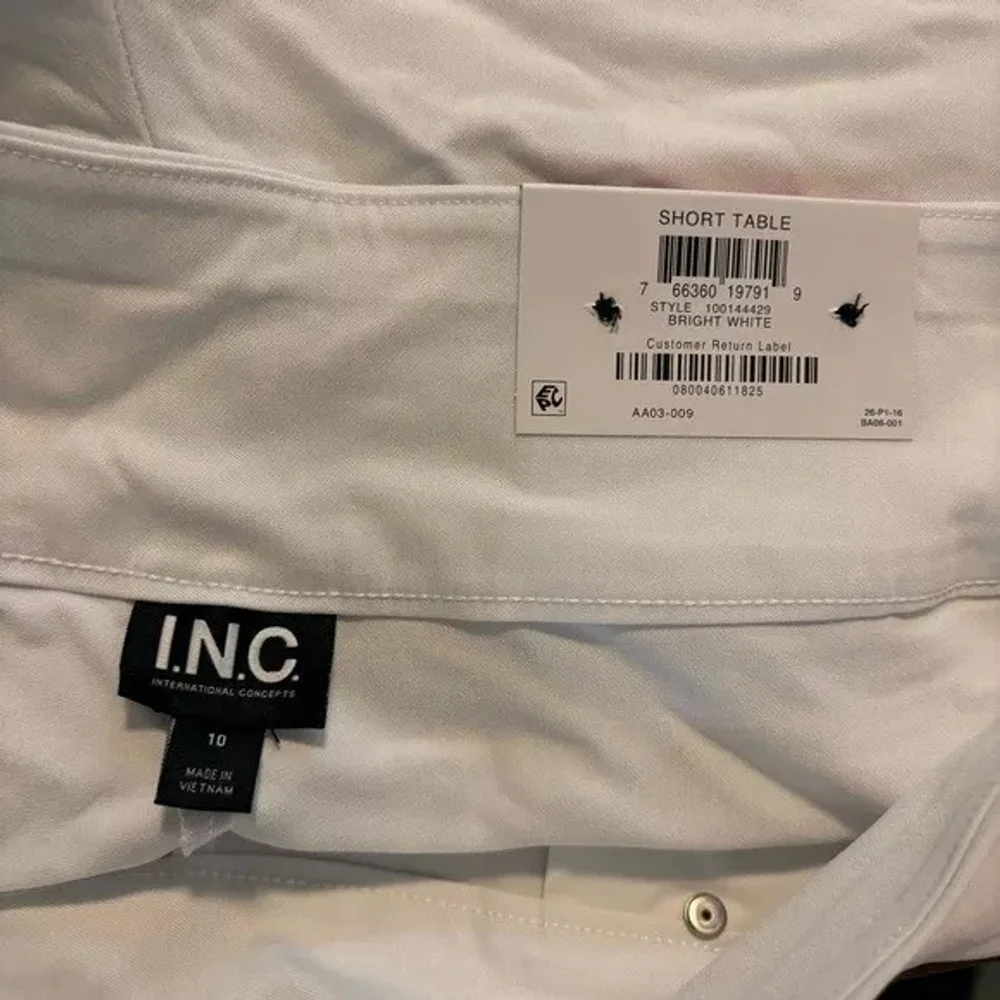 SHORT TABLE
7 66360 19791 9
STYLE 100144429
BRIGHT WHITE
Customer Return Label
080040611825
EPC
AA03-009
26-P1-16
BA06-001
I.N.C.
INTERNATIONAL CONCEPTS
10
MADE IN
VIETNAM